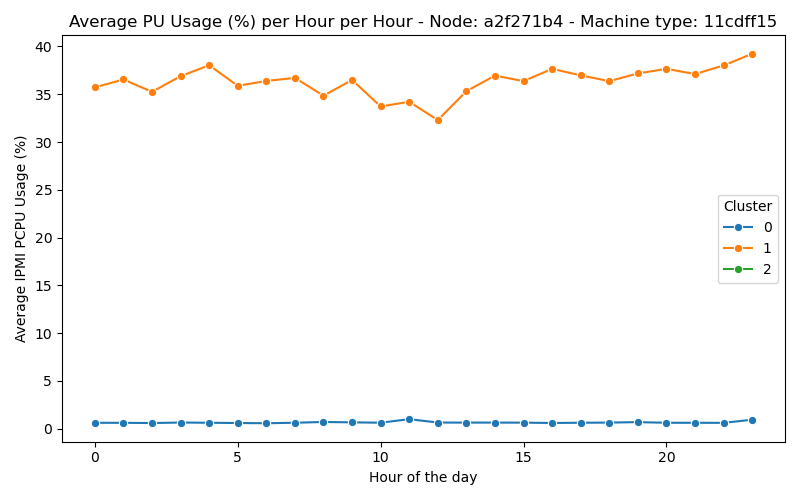 Average PU Usage (%) per Hour per Hour - Node: a2f271b4 - Machine type: 11cdff15
Average IPMI PCPU Usage (%)
40
35
30
25
20
15
10
5
0
Cluster
0
1
2
0 5 10 15 20
Hour of the day